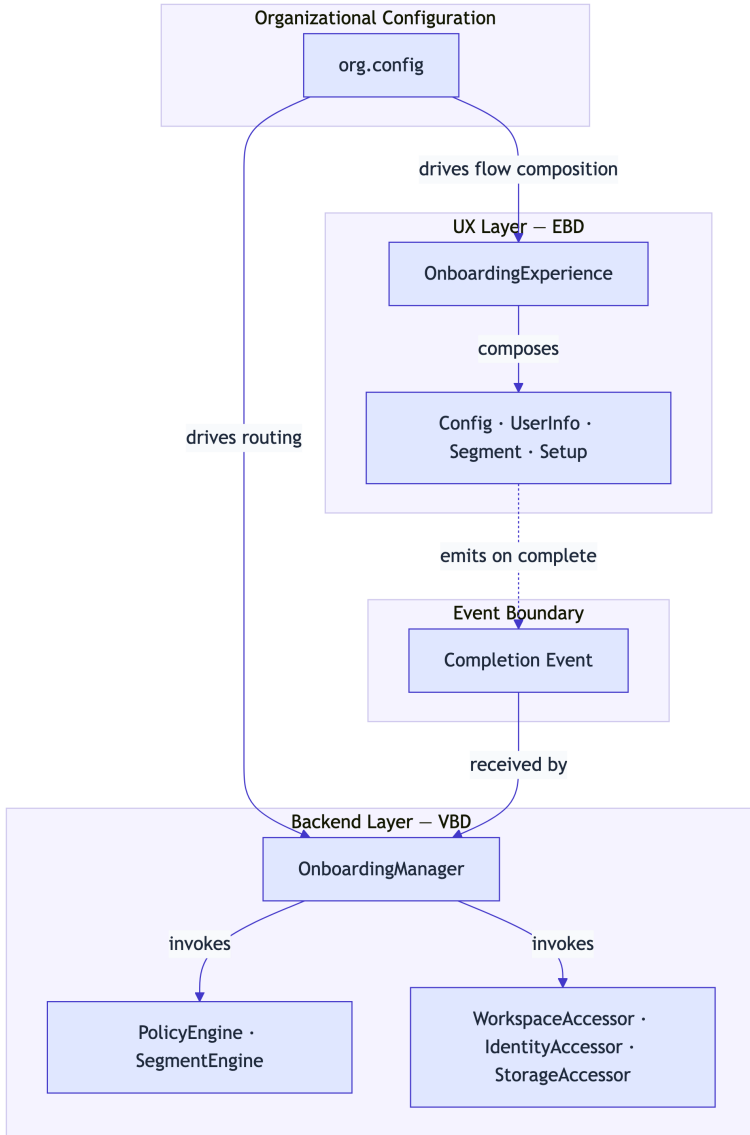 Organizational Configuration
org.config
drives flow composition
UX Layer — EBD
OnboardingExperience
composes
drives routing
Config · UserInfo ·
Segment · Setup
emits on complete
Event Boundary
Completion Event
received by
Backend Layer — VBD
OnboardingManager
invokes
invokes
PolicyEngine ·
SegmentEngine
WorkspaceAccessor ·
IdentityAccessor ·
StorageAccessor